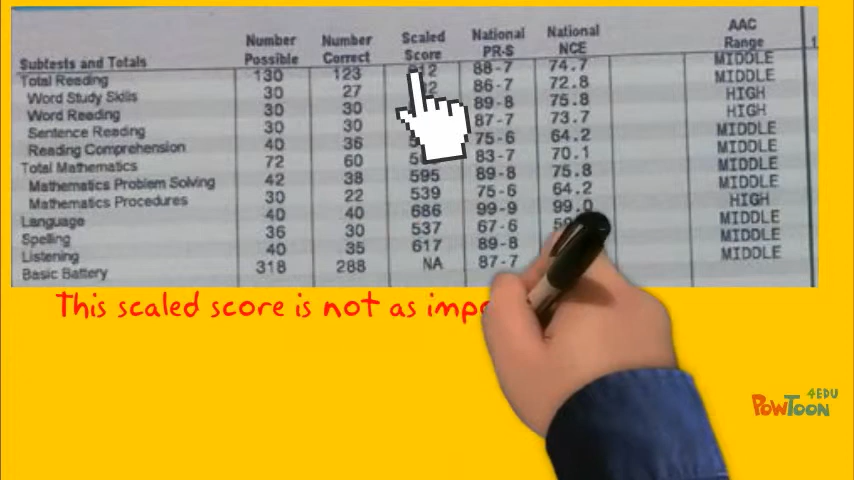 Subtests and Totals Number Possible Number Correct Scaled Score National PR-S National NCE AAC Range
Total Reading 130 123 88-7 74.7 MIDDLE
Word Study Skills 30 27 86-7 72.8 MIDDLE
Word Reading 30 30 89-8 75.8 HIGH
Sentence Reading 30 30 87-7 73.7 HIGH
Reading Comprehension 40 36 75-6 64.2 MIDDLE
Total Mathematics 72 60 83-7 70.1 MIDDLE
Mathematics Problem Solving 42 38 595 89-8 75.8 MIDDLE
Mathematics Procedures 30 22 539 75-6 64.2 MIDDLE
Language 40 40 686 99-9 99.0 HIGH
Spelling 36 30 537 67-6 MIDDLE
Listening 40 35 617 89-8 MIDDLE
Basic Battery 318 288 NA 87-7 MIDDLE
This scaled score is not as imp
POWTOON 4EDU